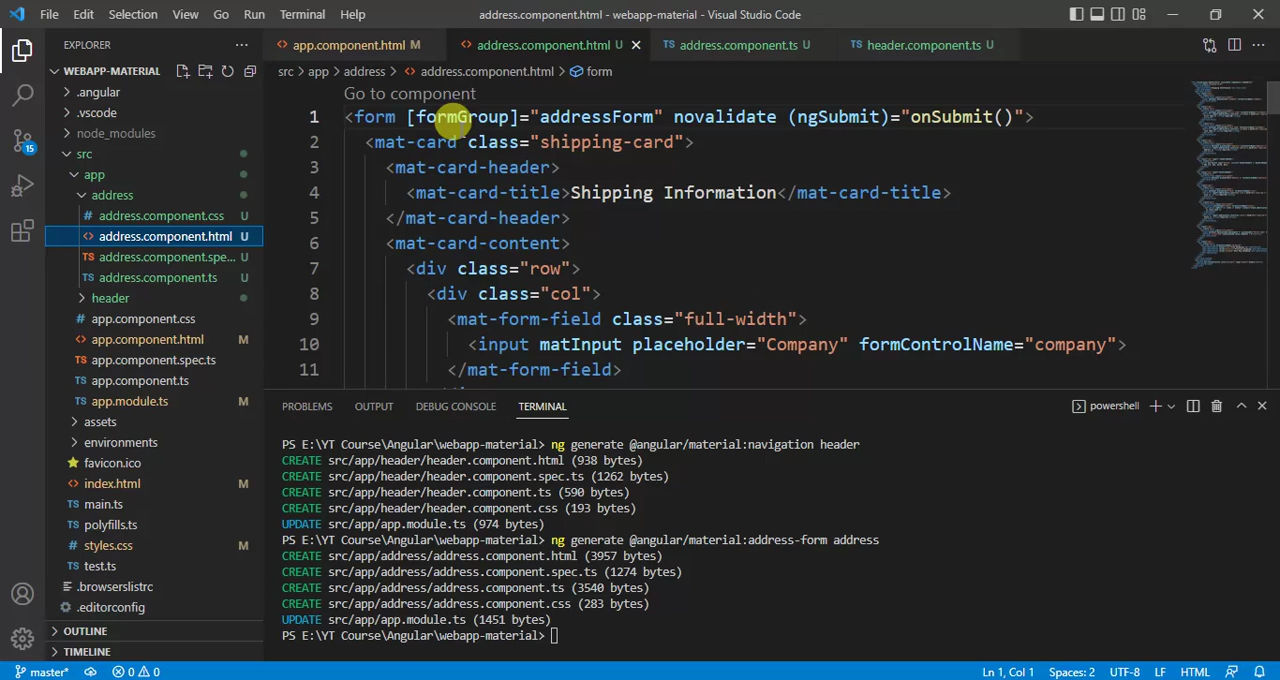 File Edit Selection View Go Run Terminal Help
address.component.html - webapp-material - Visual Studio Code
EXPLORER
app.component.html M
address.component.html U
address.component.ts U
header.component.ts U
WEBAPP-MATERIAL
src > app > address > address.component.html > form
.angular
.vscode
node_modules
src
app
address
address.component.css U
address.component.html U
address.component.spe... U
address.component.ts U
header
app.component.css
app.component.html M
app.component.spec.ts
app.component.ts
app.module.ts M
assets
environments
favicon.ico
index.html M
main.ts
polyfills.ts
styles.css M
test.ts
.browserslistrc
.editorconfig
OUTLINE
TIMELINE
15
Go to component
1 <form [formGroup]="addressForm" novalidate (ngSubmit)="onSubmit()">
2 <mat-card class="shipping-card">
3 <mat-card-header>
4 <mat-card-title>Shipping Information</mat-card-title>
5 </mat-card-header>
6 <mat-card-content>
7 <div class="row">
8 <div class="col">
9 <mat-form-field class="full-width">
10 <input matInput placeholder="Company" formControlName="company">
11 </mat-form-field>
PROBLEMS OUTPUT DEBUG CONSOLE TERMINAL
powershell
PS E:\YT Course\Angular\webapp-material> ng generate @angular/material:navigation header
CREATE src/app/header/header.component.html (938 bytes)
CREATE src/app/header/header.component.spec.ts (1262 bytes)
CREATE src/app/header/header.component.ts (590 bytes)
CREATE src/app/header/header.component.css (193 bytes)
UPDATE src/app/app.module.ts (974 bytes)
PS E:\YT Course\Angular\webapp-material> ng generate @angular/material:address-form address
CREATE src/app/address/address.component.html (3957 bytes)
CREATE src/app/address/address.component.spec.ts (1274 bytes)
CREATE src/app/address/address.component.ts (3540 bytes)
CREATE src/app/address/address.component.css (283 bytes)
UPDATE src/app/app.module.ts (1451 bytes)
PS E:\YT Course\Angular\webapp-material>
master* 0 0
Ln 1, Col 1 Spaces: 2 UTF-8 LF HTML